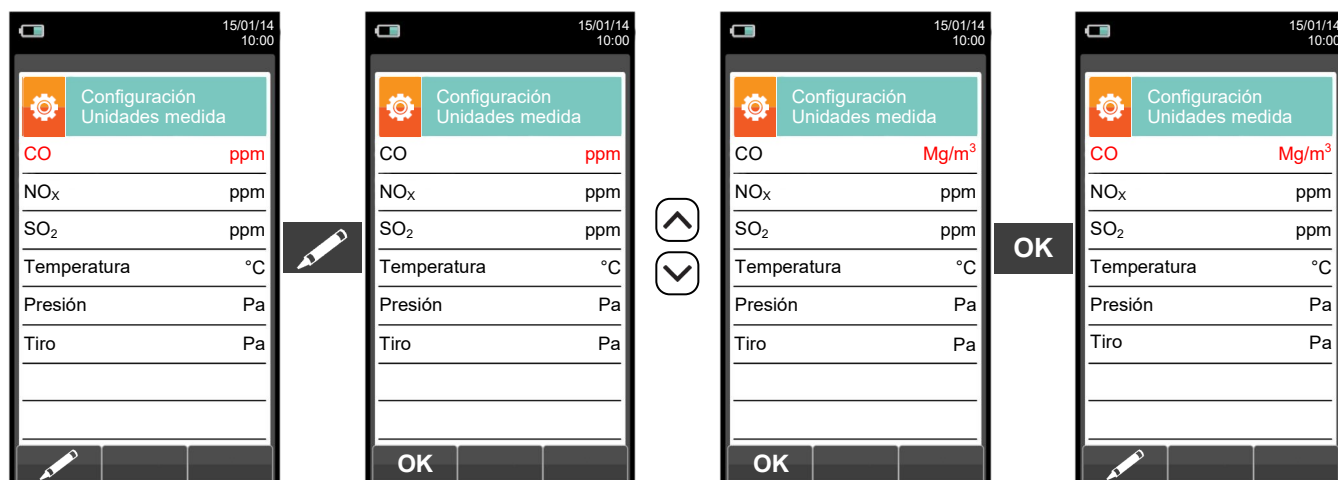 15/01/14
10:00
Configuración
Unidades medida
CO ppm
NOX ppm
SO2 ppm
Temperatura °C
Presión Pa
Tiro Pa
15/01/14
10:00
Configuración
Unidades medida
CO ppm
NOX ppm
SO2 ppm
Temperatura °C
Presión Pa
Tiro Pa
OK
15/01/14
10:00
Configuración
Unidades medida
CO Mg/m³
NOX ppm
SO2 ppm
Temperatura °C
Presión Pa
Tiro Pa
OK
OK
15/01/14
10:00
Configuración
Unidades medida
CO Mg/m³
NOX ppm
SO2 ppm
Temperatura °C
Presión Pa
Tiro Pa